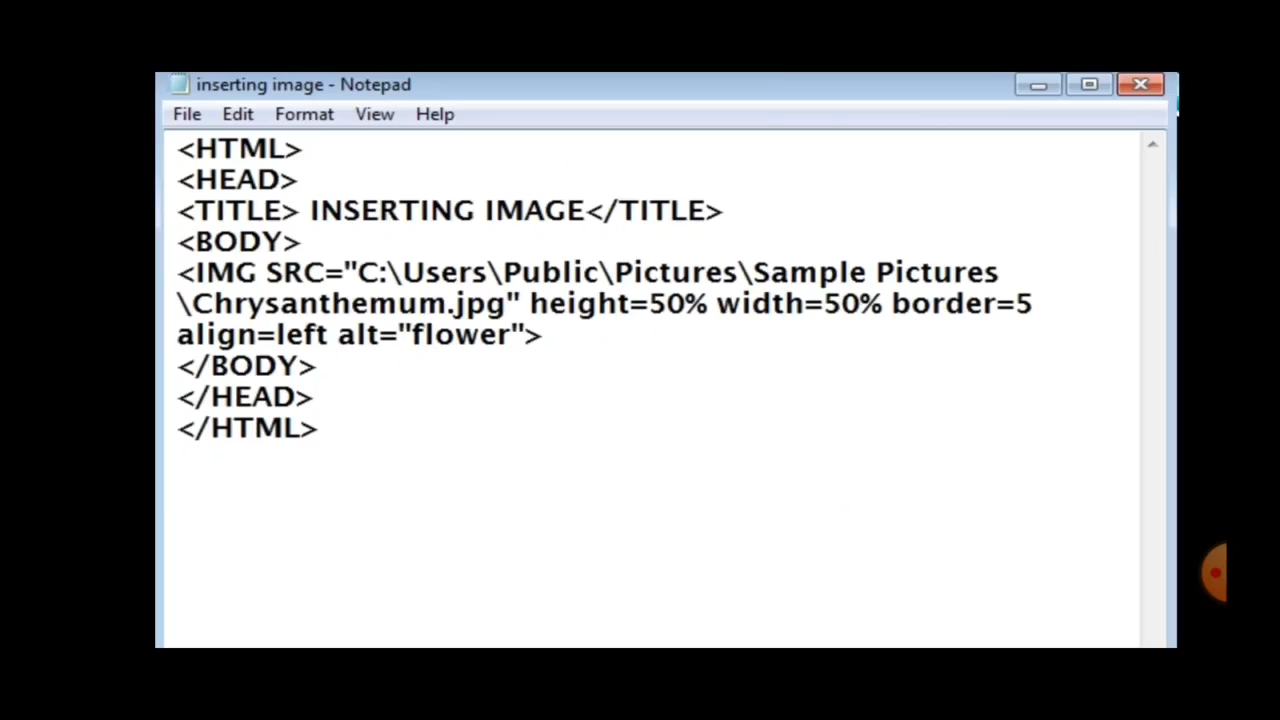 inserting image - Notepad
File Edit Format View Help
<HTML>
<HEAD>
<TITLE> INSERTING IMAGE</TITLE>
<BODY>
<IMG SRC="C:\Users\Public\Pictures\Sample Pictures
\Chrysanthemum.jpg" height=50% width=50% border=5
align=left alt="flower">
</BODY>
</HEAD>
</HTML>